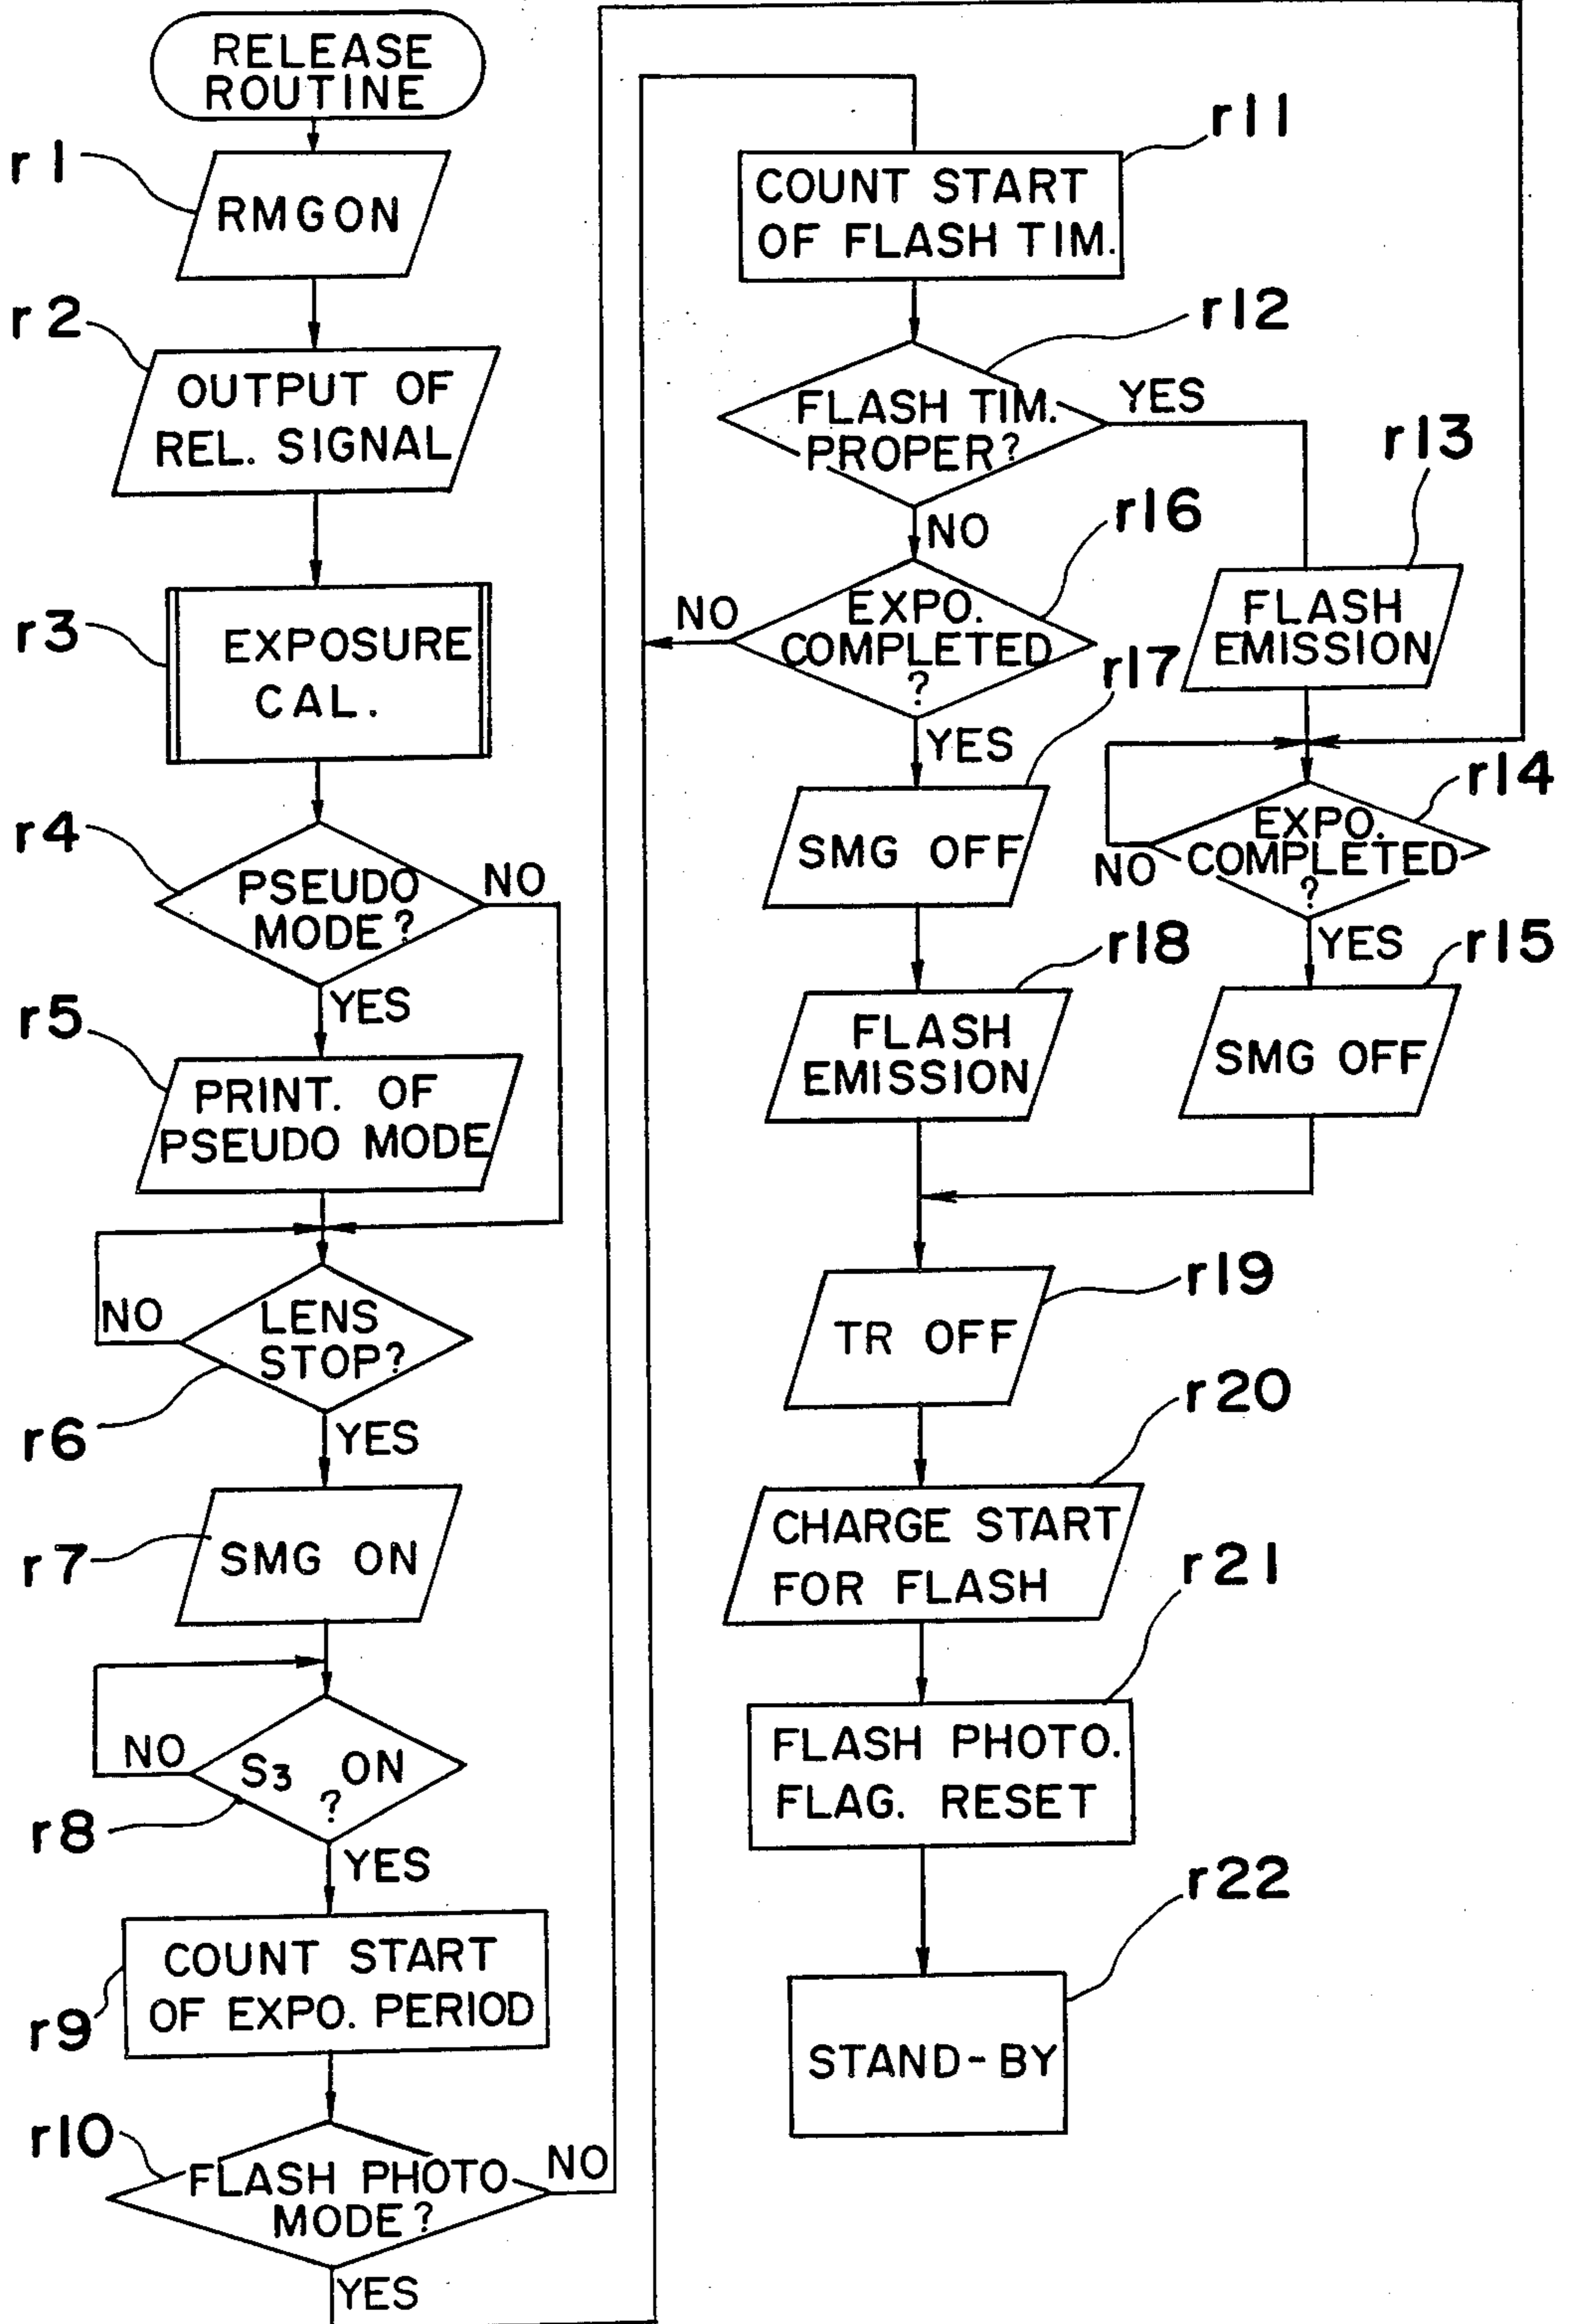 RELEASE
ROUTINE
r1
RMGON
r2
OUTPUT OF
REL. SIGNAL
r3
EXPOSURE
CAL.
r4
PSEUDO
MODE?
NO
YES
r5
PRINT. OF
PSEUDO MODE
NO
LENS
STOP?
r6
YES
r7
SMG ON
NO
S3 ON
?
r8
YES
COUNT START
OF EXPO. PERIOD
r9
r10
FLASH PHOTO
MODE?
NO
YES
r11
COUNT START
OF FLASH TIM.
r12
FLASH TIM.
PROPER?
YES
NO
r13
FLASH
EMISSION
r16
NO
EXPO.
COMPLETED
?
YES
r17
SMG OFF
r14
EXPO.
COMPLETED
?
NO
YES
r15
SMG OFF
r18
FLASH
EMISSION
r19
TR OFF
r20
CHARGE START
FOR FLASH
r21
FLASH PHOTO.
FLAG. RESET
r22
STAND-BY